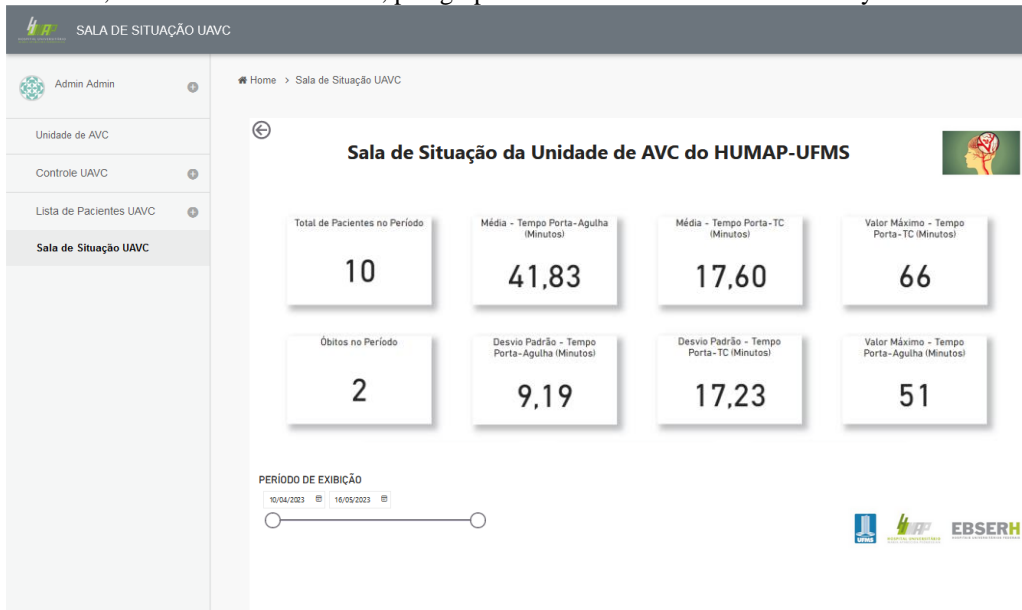 SALA DE SITUAÇÃO UAVC
Admin Admin
Home > Sala de Situação UAVC
Unidade de AVC
Controle UAVC
Lista de Pacientes UAVC
Sala de Situação UAVC
Sala de Situação da Unidade de AVC do HUMAP-UFMS
Total de Pacientes no Período
10
Média - Tempo Porta-Agulha
(Minutos)
41,83
Média - Tempo Porta-TC
(Minutos)
17,60
Valor Máximo - Tempo
Porta-TC (Minutos)
66
Óbitos no Período
2
Desvio Padrão - Tempo
Porta-Agulha (Minutos)
9,19
Desvio Padrão - Tempo
Porta-TC (Minutos)
17,23
Valor Máximo - Tempo
Porta-Agulha (Minutos)
51
PERÍODO DE EXIBIÇÃO
10/04/2023 16/05/2023
UFMS
EBSERH